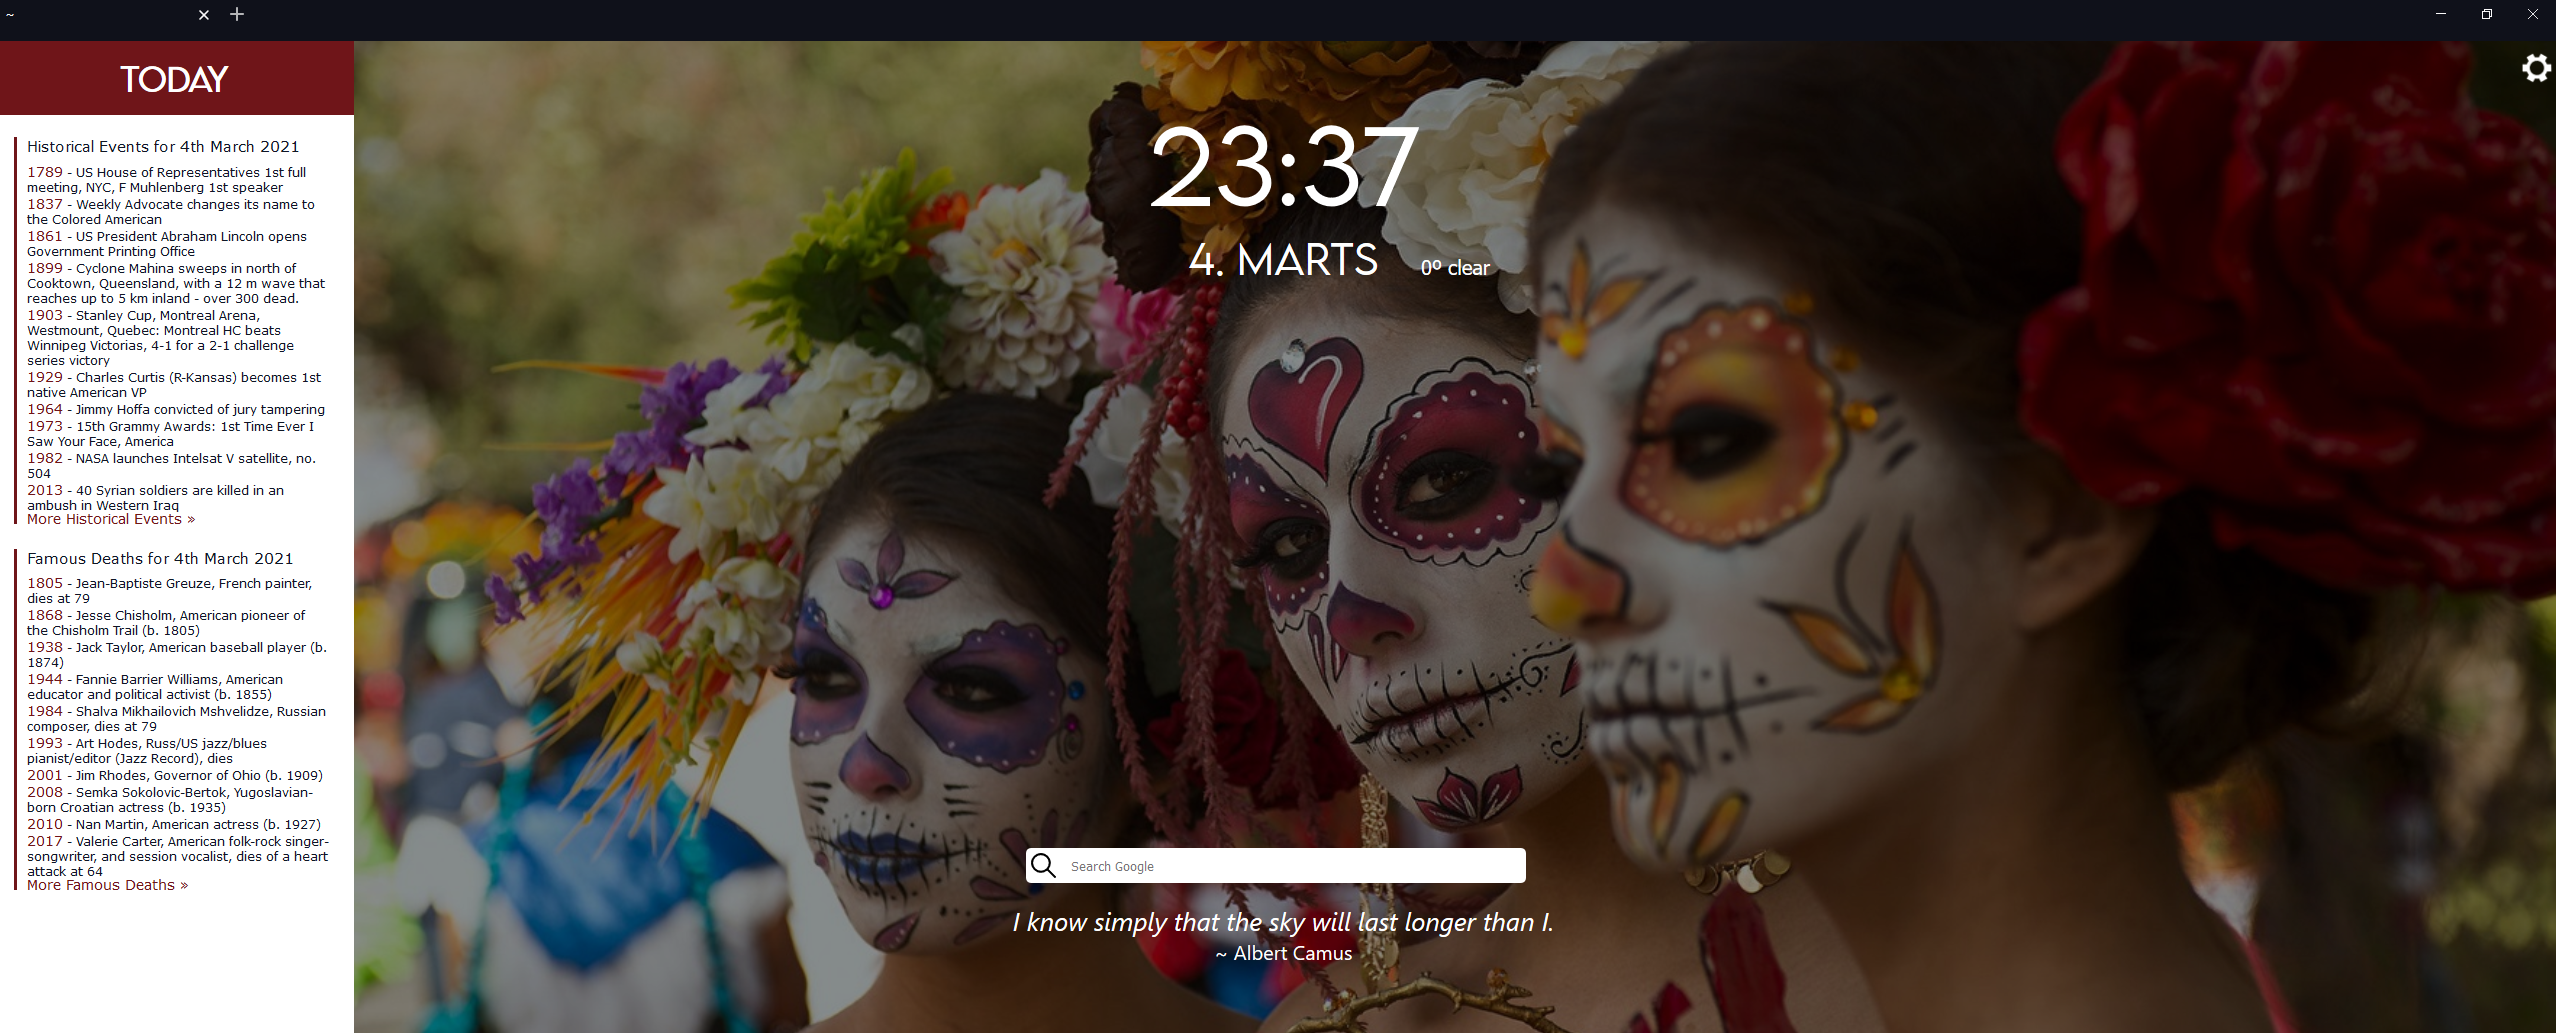 ~
TODAY
Historical Events for 4th March 2021
1789 - US House of Representatives 1st full
meeting, NYC, F Muhlenberg 1st speaker
1837 - Weekly Advocate changes its name to
the Colored American
1861 - US President Abraham Lincoln opens
Government Printing Office
1899 - Cyclone Mahina sweeps in north of
Cooktown, Queensland, with a 12 m wave that
reaches up to 5 km inland - over 300 dead.
1903 - Stanley Cup, Montreal Arena,
Westmount, Quebec: Montreal HC beats
Winnipeg Victorias, 4-1 for a 2-1 challenge
series victory
1929 - Charles Curtis (R-Kansas) becomes 1st
native American VP
1964 - Jimmy Hoffa convicted of jury tampering
1973 - 15th Grammy Awards: 1st Time Ever I
Saw Your Face, America
1982 - NASA launches Intelsat V satellite, no.
504
2013 - 40 Syrian soldiers are killed in an
ambush in Western Iraq
More Historical Events »
Famous Deaths for 4th March 2021
1805 - Jean-Baptiste Greuze, French painter,
dies at 79
1868 - Jesse Chisholm, American pioneer of
the Chisholm Trail (b. 1805)
1938 - Jack Taylor, American baseball player (b.
1874)
1944 - Fannie Barrier Williams, American
educator and political activist (b. 1855)
1984 - Shalva Mikhailovich Mshvelidze, Russian
composer, dies at 79
1993 - Art Hodes, Russ/US jazz/blues
pianist/editor (Jazz Record), dies
2001 - Jim Rhodes, Governor of Ohio (b. 1909)
2008 - Semka Sokolovic-Bertok, Yugoslavian-
born Croatian actress (b. 1935)
2010 - Nan Martin, American actress (b. 1927)
2017 - Valerie Carter, American folk-rock singer-
songwriter, and session vocalist, dies of a heart
attack at 64
More Famous Deaths »
23:37
4. MARTS
0º clear
Search Google
I know simply that the sky will last longer than I.
~ Albert Camus